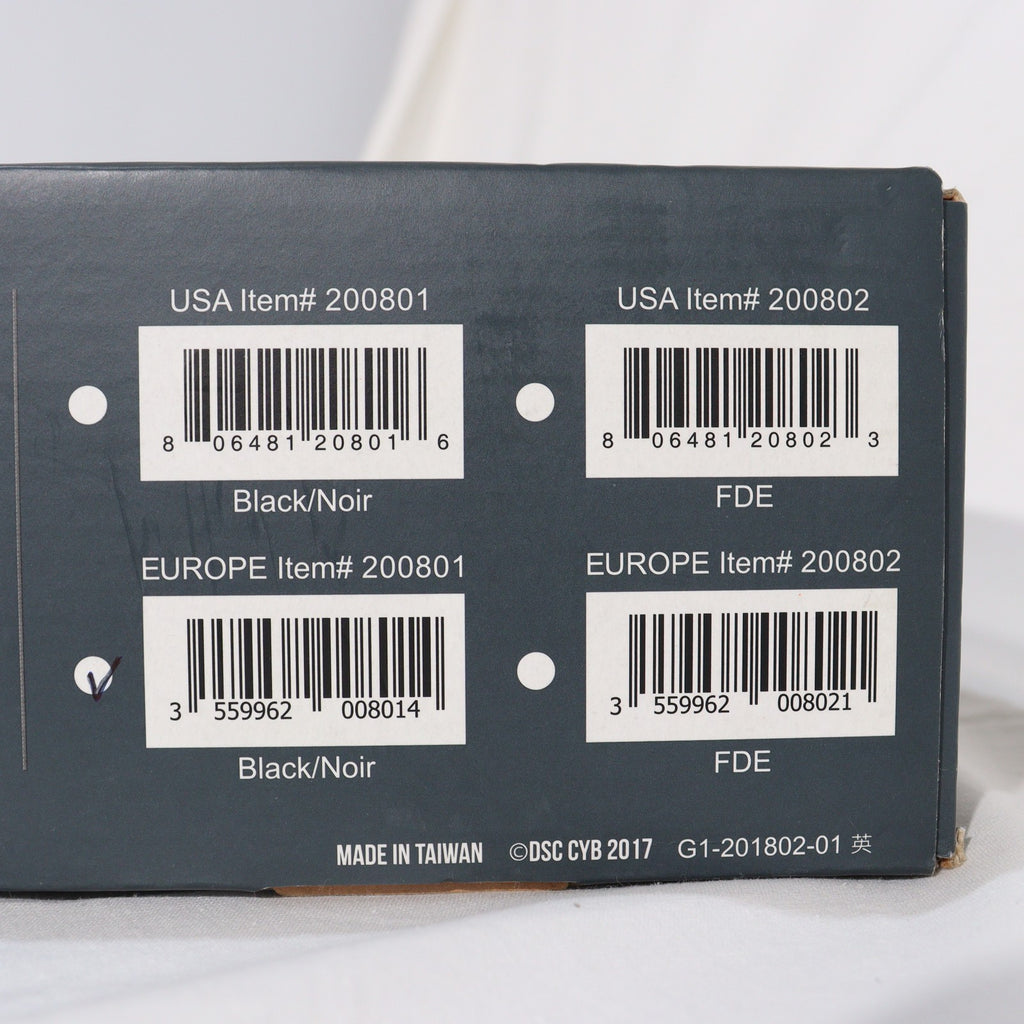 USA Item# 200801
8 06481 20801 6
Black/Noir
USA Item# 200802
8 06481 20802 3
FDE
EUROPE Item# 200801
3 559962 008014
Black/Noir
EUROPE Item# 200802
3 559962 008021
FDE
MADE IN TAIWAN ©DSC CYB 2017 G1-201802-01 英